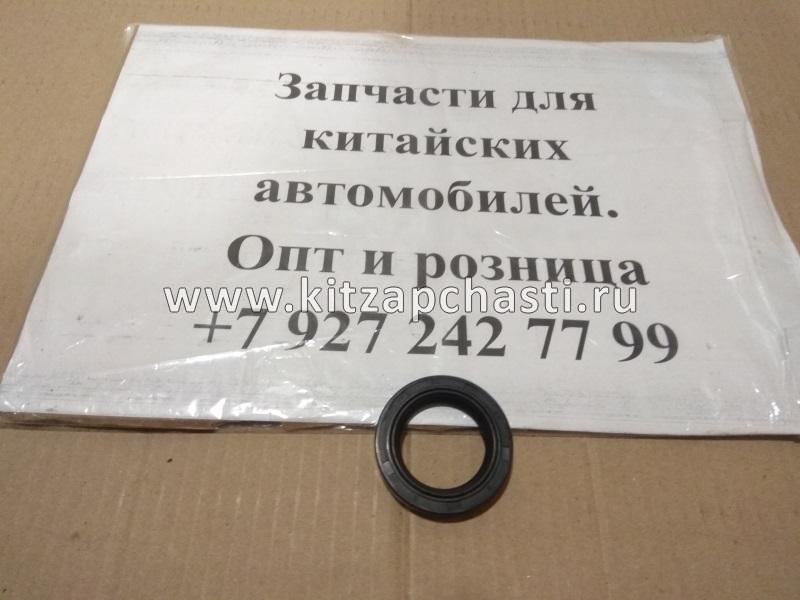 Запчасти для
китайских
автомобилей.
Опт и розница
www.kitzapchasti.ru
+7 927 242 77 99